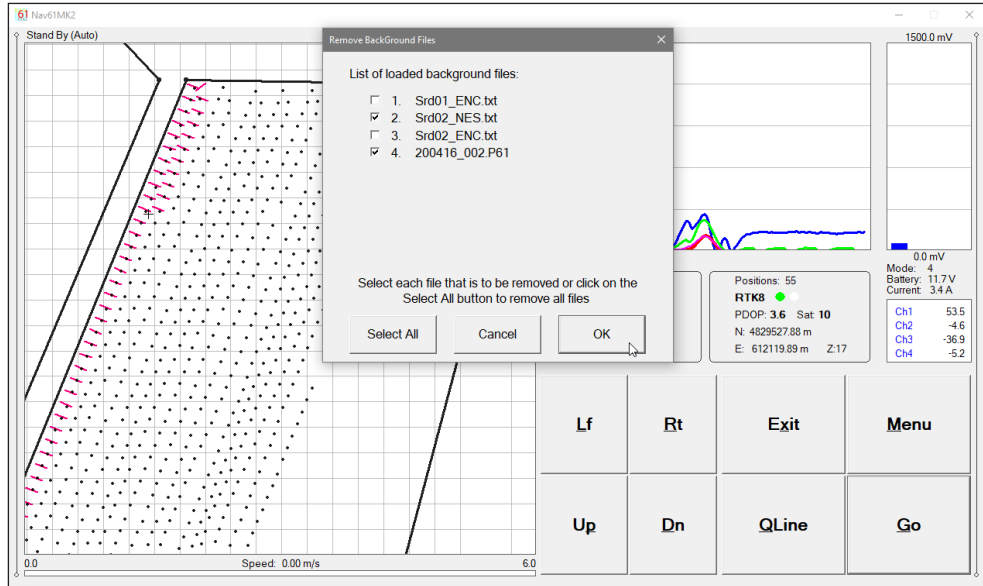 61 Nav61MK2
Stand By (Auto)
Remove BackGround Files
List of loaded background files:
1. Srd01_ENC.txt
2. Srd02_NES.txt
3. Srd02_ENC.txt
4. 200416_002.P61
Select each file that is to be removed or click on the
Select All button to remove all files
Select All
Cancel
OK
1500.0 mV
0.0 mV
Mode: 4
Battery: 11.7 V
Current: 3.4 A
Positions: 55
RTK8
PDOP: 3.6 Sat: 10
N: 4829527.88 m
E: 612119.89 m Z:17
Ch1 53.5
Ch2 -4.6
Ch3 -36.9
Ch4 -5.2
Lf
Rt
Exit
Menu
Up
Dn
QLine
Go
0.0 Speed: 0.00 m/s 6.0